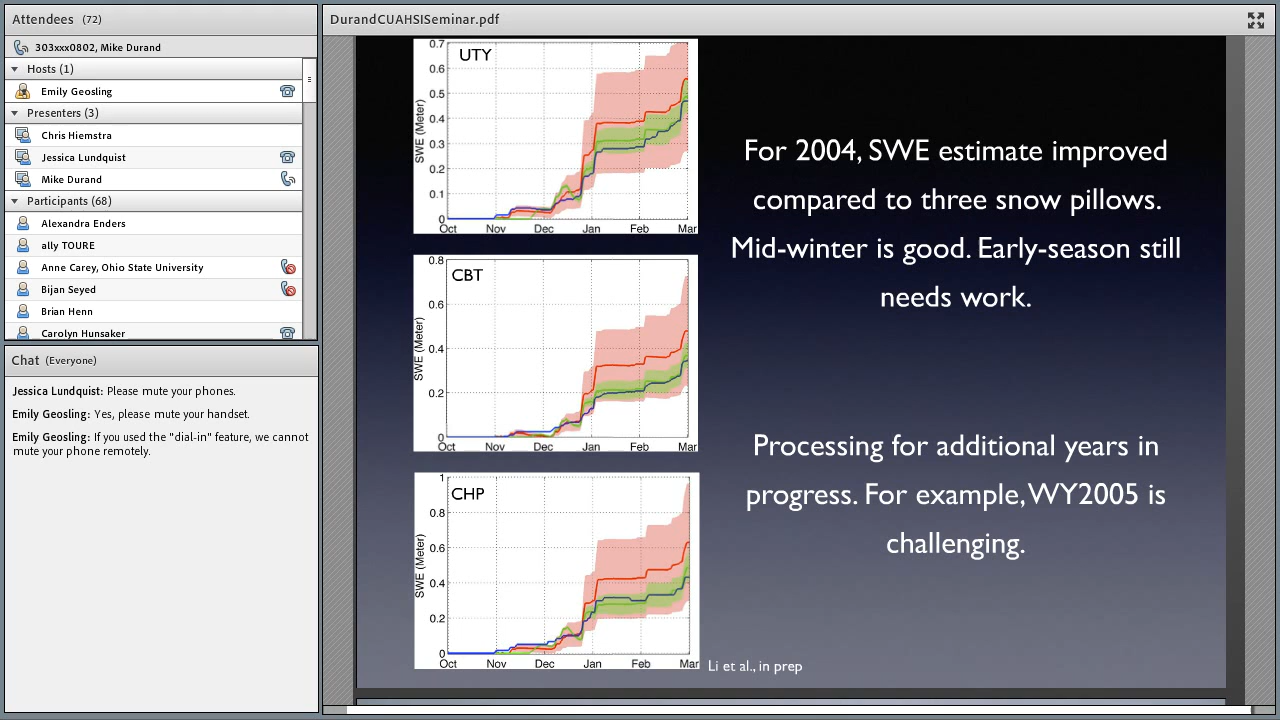 Attendees (72)
3xxxxx0802, Mike Durand
Hosts (1)
Emily Geosling
Presenters (3)
Chris Hiemstra
Jessica Lundquist
Mike Durand
Participants (68)
ally TOURE
Anne Carey, Ohio State University
Bijan Seyed
Brian Henn
Carolyn Hunsaker
Chat (Everyone)
Jessica Lundquist: Please mute your phones.
Emily Geosling: Yes, please mute your handset.
Emily Geosling: used the "dial-in" feature, we cannot
mute your phone remotely.
DurandCUAHSISeminar.pdf
UTY
SWE (Meter)
0.7
0.6
0.5
0.4
0.3
0.2
0.1
0
Oct Nov Dec Jan Feb Mar
CBT
SWE (Meter)
0.8
0.6
0.4
0.2
0
Oct Nov Dec Jan Feb Mar
CHP
SWE (Meter)
1
0.8
0.6
0.4
0.2
0
Oct Nov Dec Jan Feb Mar
For 2004, SWE estimate improved
compared to three snow pillows.
Mid-winter is good. Early-season still
needs work.
Processing for additional years in
progress. For example, WY2005 is
challenging.
Li et al., in prep